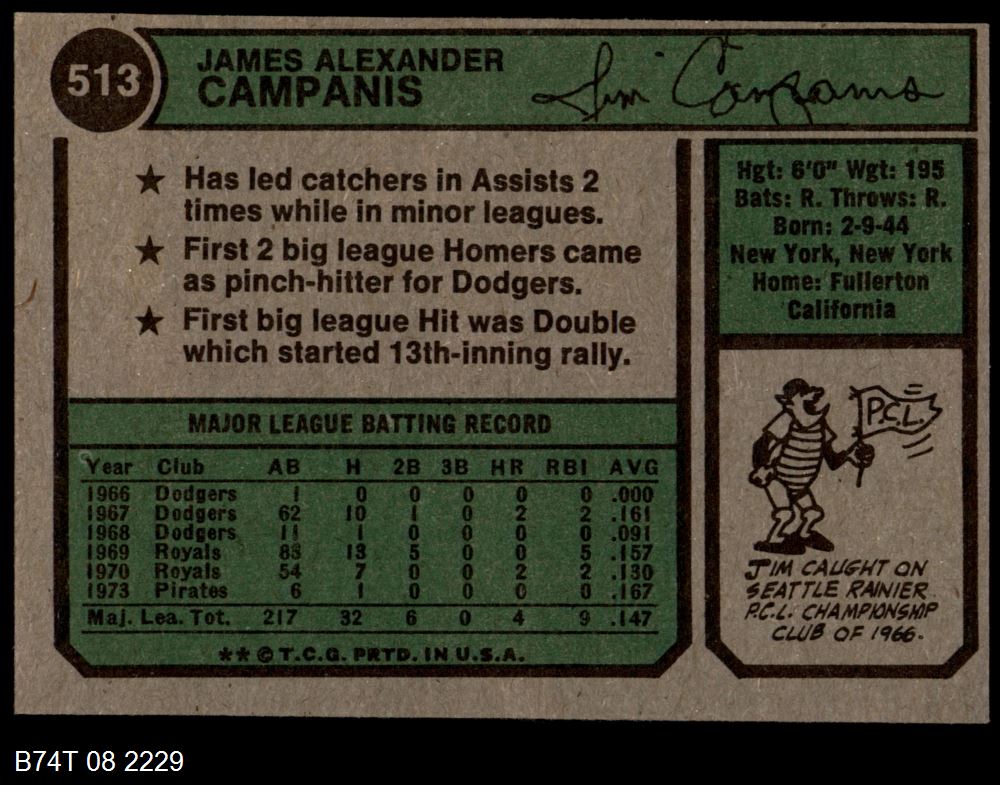 513
JAMES ALEXANDER
CAMPANIS
Jim Campanis
★ Has led catchers in Assists 2
times while in minor leagues.
★ First 2 big league Homers came
as pinch-hitter for Dodgers.
★ First big league Hit was Double
which started 13th-inning rally.
Hgt: 6'0" Wgt: 195
Bats: R. Throws: R.
Born: 2-9-44
New York, New York
Home: Fullerton
California
MAJOR LEAGUE BATTING RECORD
Year Club AB H 2B 3B HR RBI AVG
1966 Dodgers 1 0 0 0 0 0 .000
1967 Dodgers 62 10 1 0 2 2 .161
1968 Dodgers 11 1 0 0 0 0 .091
1969 Royals 83 13 5 0 0 5 .157
1970 Royals 54 7 0 0 2 2 .130
1973 Pirates 6 1 0 0 0 0 .167
Maj. Lea. Tot. 217 32 6 0 4 9 .147
** © T.C.G. PRTD. IN U.S.A.
P.C.L.
JIM CAUGHT ON
SEATTLE RAINIER
P.C.L. CHAMPIONSHIP
CLUB OF 1966.
B74T 08 2229